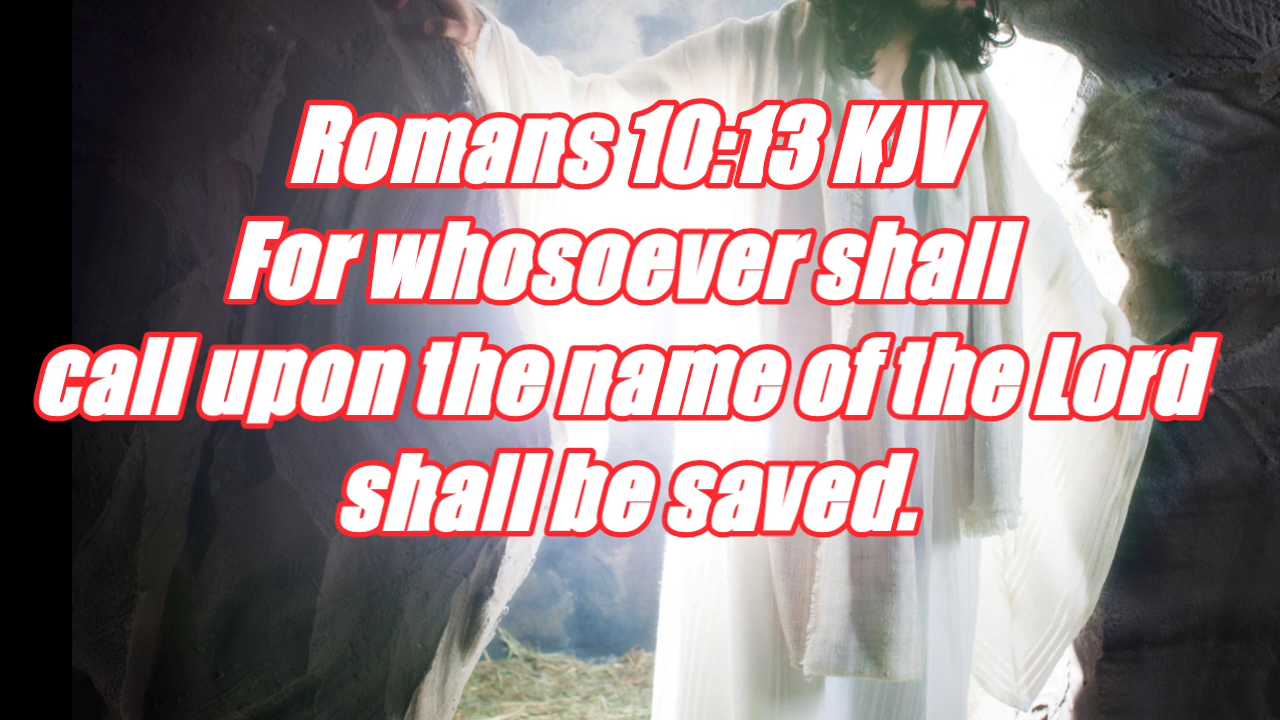 Romans 10:13 KJV
For whosoever shall
call upon the name of the Lord
shall be saved.